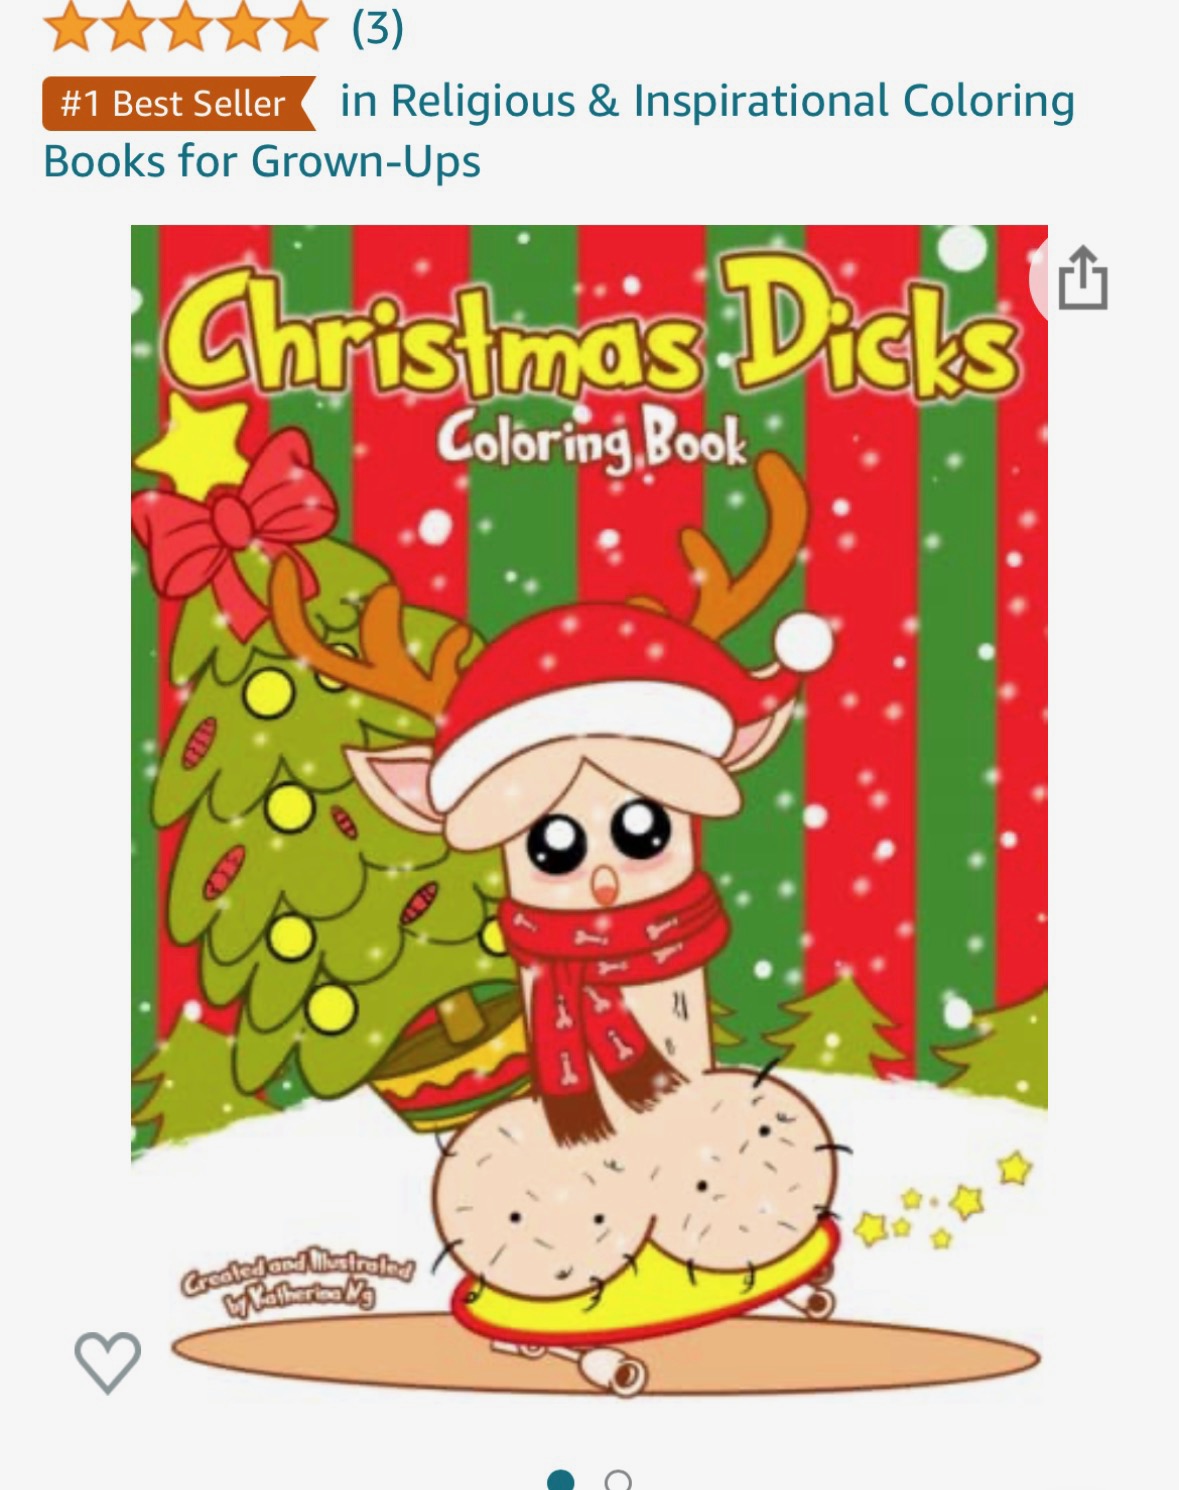 (3)
#1 Best Seller in Religious & Inspirational Coloring
Books for Grown-Ups
Christmas Dicks
Coloring Book
Created and Illustrated
by Katherina Ng